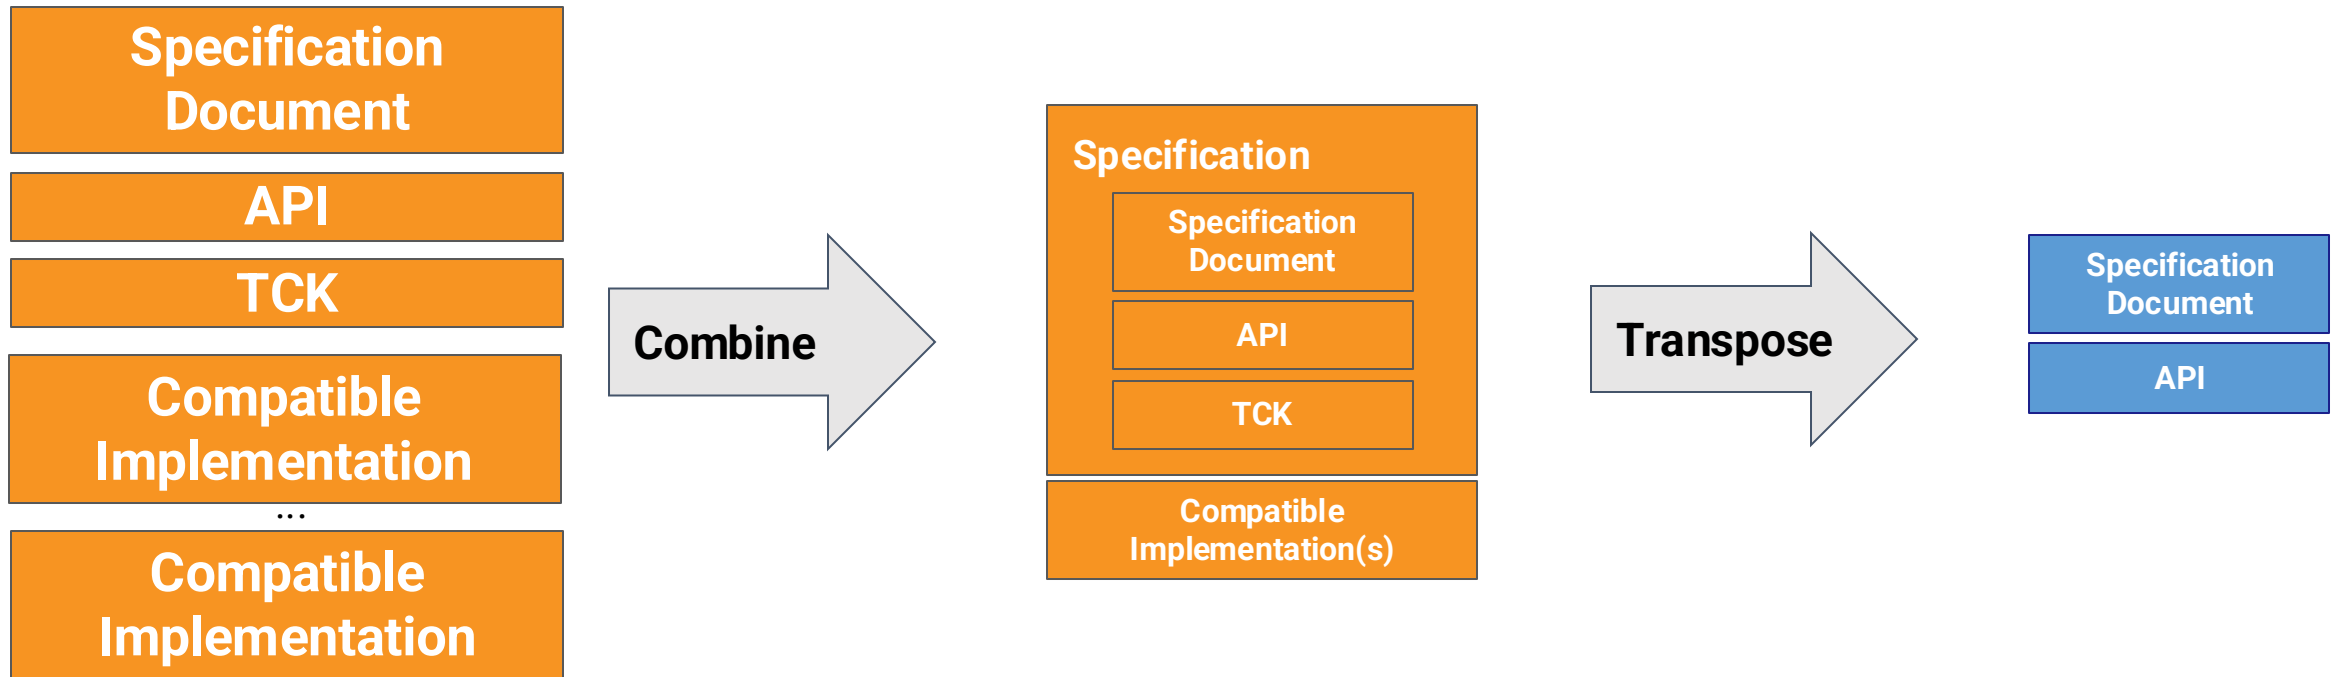 Specification
Document
API
TCK
Compatible
Implementation
...
Compatible
Implementation
Combine
Specification
Specification
Document
API
TCK
Compatible
Implementation(s)
Transpose
Specification
Document
API